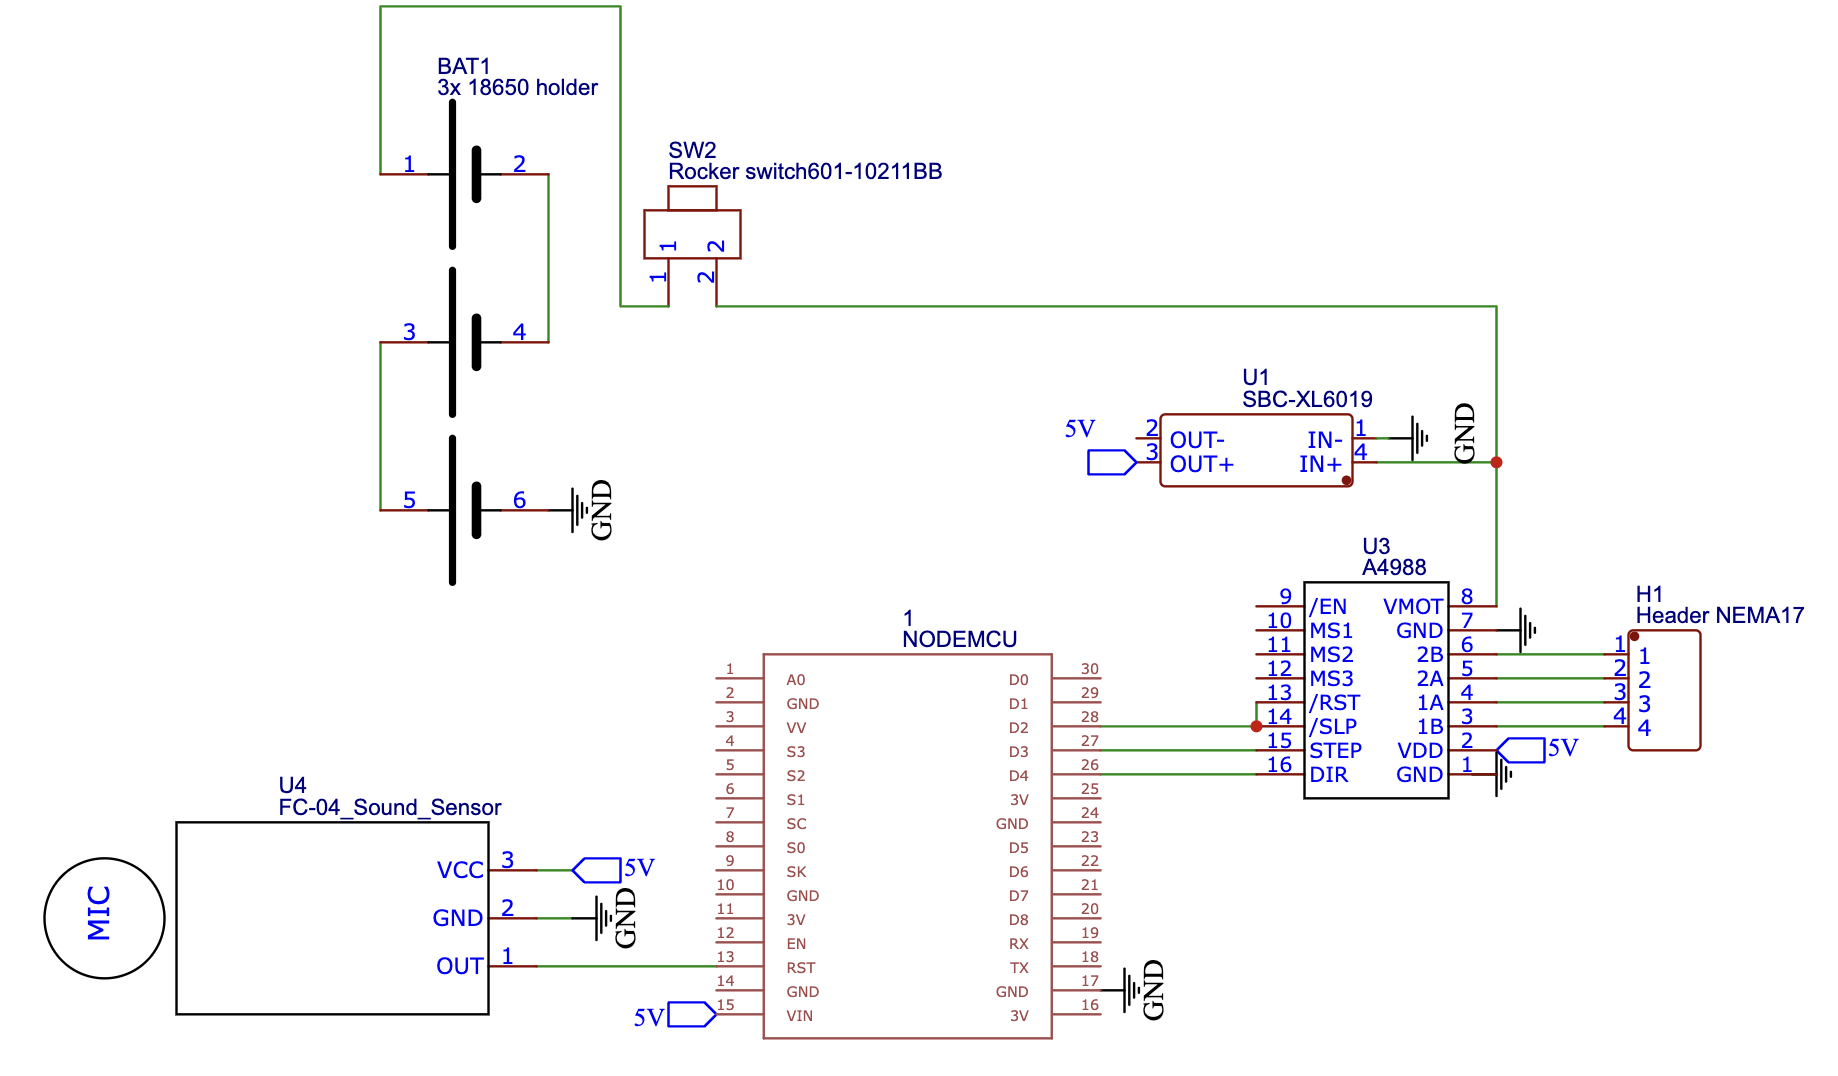 BAT1
3x 18650 holder
1 2
3 4
5 6
GND
SW2
Rocker switch601-10211BB
1 2
1 2
U1
SBC-XL6019
5V
2 OUT- IN- 1
3 OUT+ IN+ 4
GND
U3
A4988
9 /EN VMOT 8
10 MS1 GND 7
11 MS2 2B 6
12 MS3 2A 5
13 /RST 1A 4
14 /SLP 1B 3
15 STEP VDD 2
16 DIR GND 1
5V
H1
Header NEMA17
1 1
2 2
3 3
4 4
1
NODEMCU
1 A0 D0 30
2 GND D1 29
3 VV D2 28
4 S3 D3 27
5 S2 D4 26
6 S1 3V 25
7 SC GND 24
8 S0 D5 23
9 SK D6 22
10 GND D7 21
11 3V D8 20
12 EN RX 19
13 RST TX 18
14 GND GND 17
15 VIN 3V 16
GND
5V
U4
FC-04_Sound_Sensor
MIC
VCC 3
GND 2
OUT 1
5V
GND